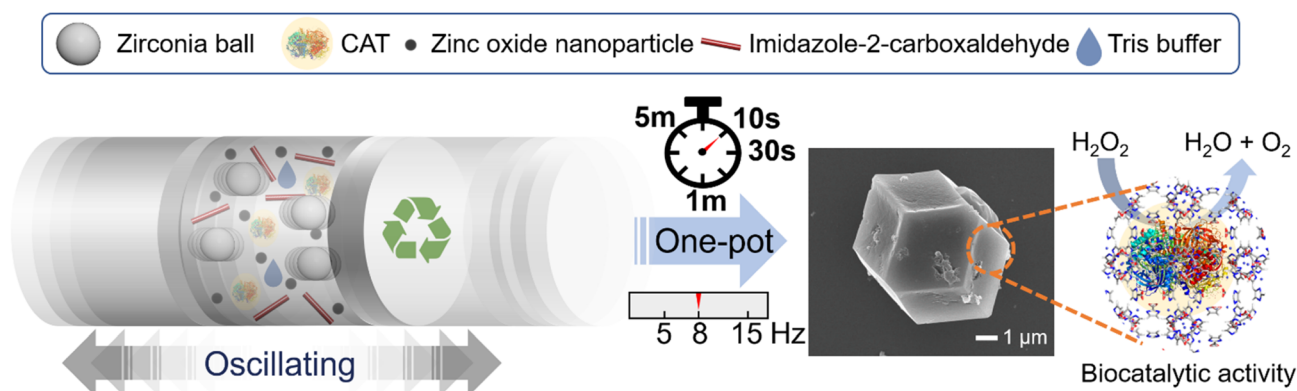 Zirconia ball
CAT
Zinc oxide nanoparticle
Imidazole-2-carboxaldehyde
Tris buffer
5m
10s
30s
1m
One-pot
5 8 15 Hz
Oscillating
1 μm
H₂O₂
H₂O + O₂
Biocatalytic activity